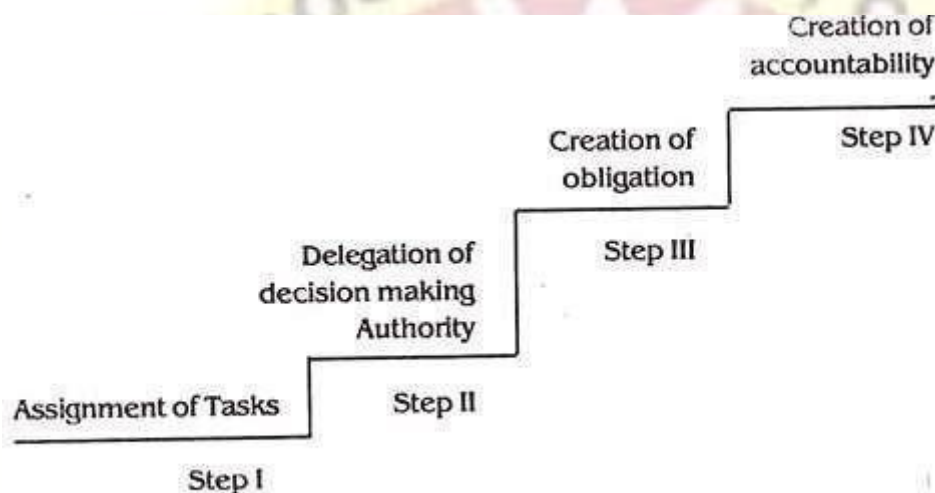 Creation of
accountability
Step IV
Creation of
obligation
Step III
Delegation of
decision making
Authority
Step II
Assignment of Tasks
Step I